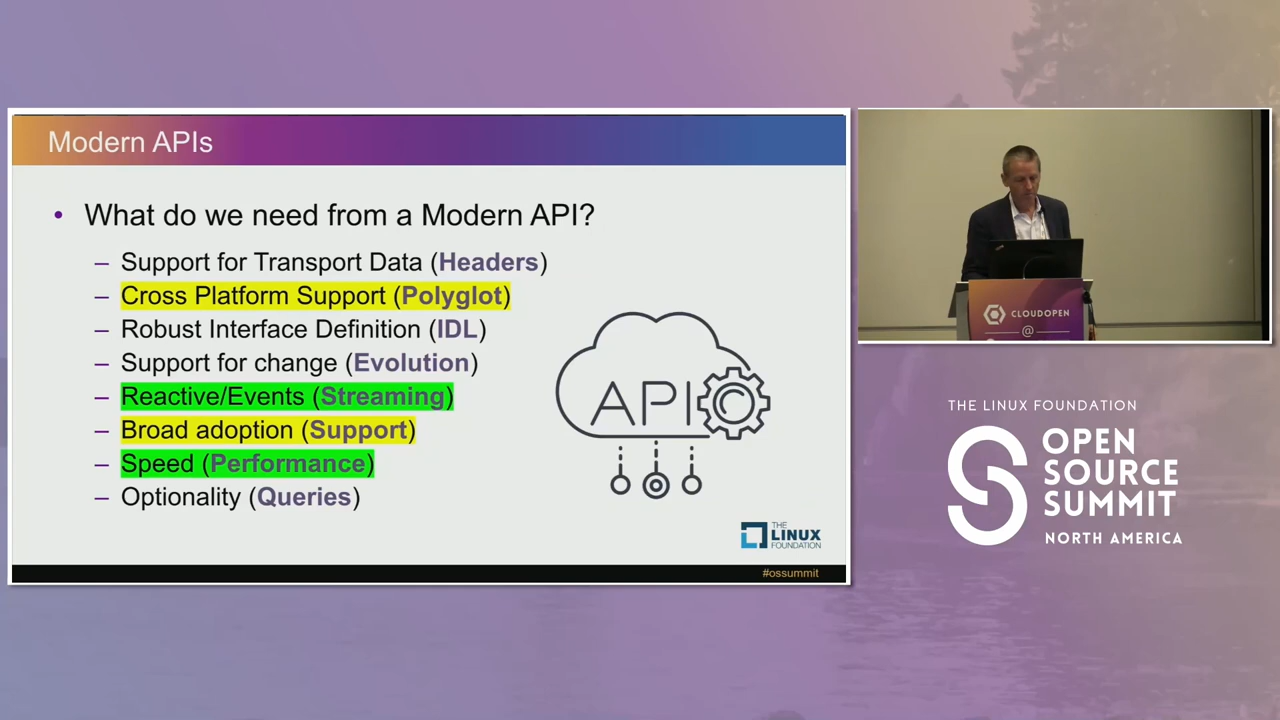 Modern APIs
• What do we need from a Modern API?
– Support for Transport Data (Headers)
– Cross Platform Support (Polyglot)
– Robust Interface Definition (IDL)
– Support for change (Evolution)
– Reactive/Events (Streaming)
– Broad adoption (Support)
– Speed (Performance)
– Optionality (Queries)
API
THE
LINUX
FOUNDATION
#ossummit
CLOUDOPEN
@
THE LINUX FOUNDATION
OPEN
SOURCE
SUMMIT
NORTH AMERICA